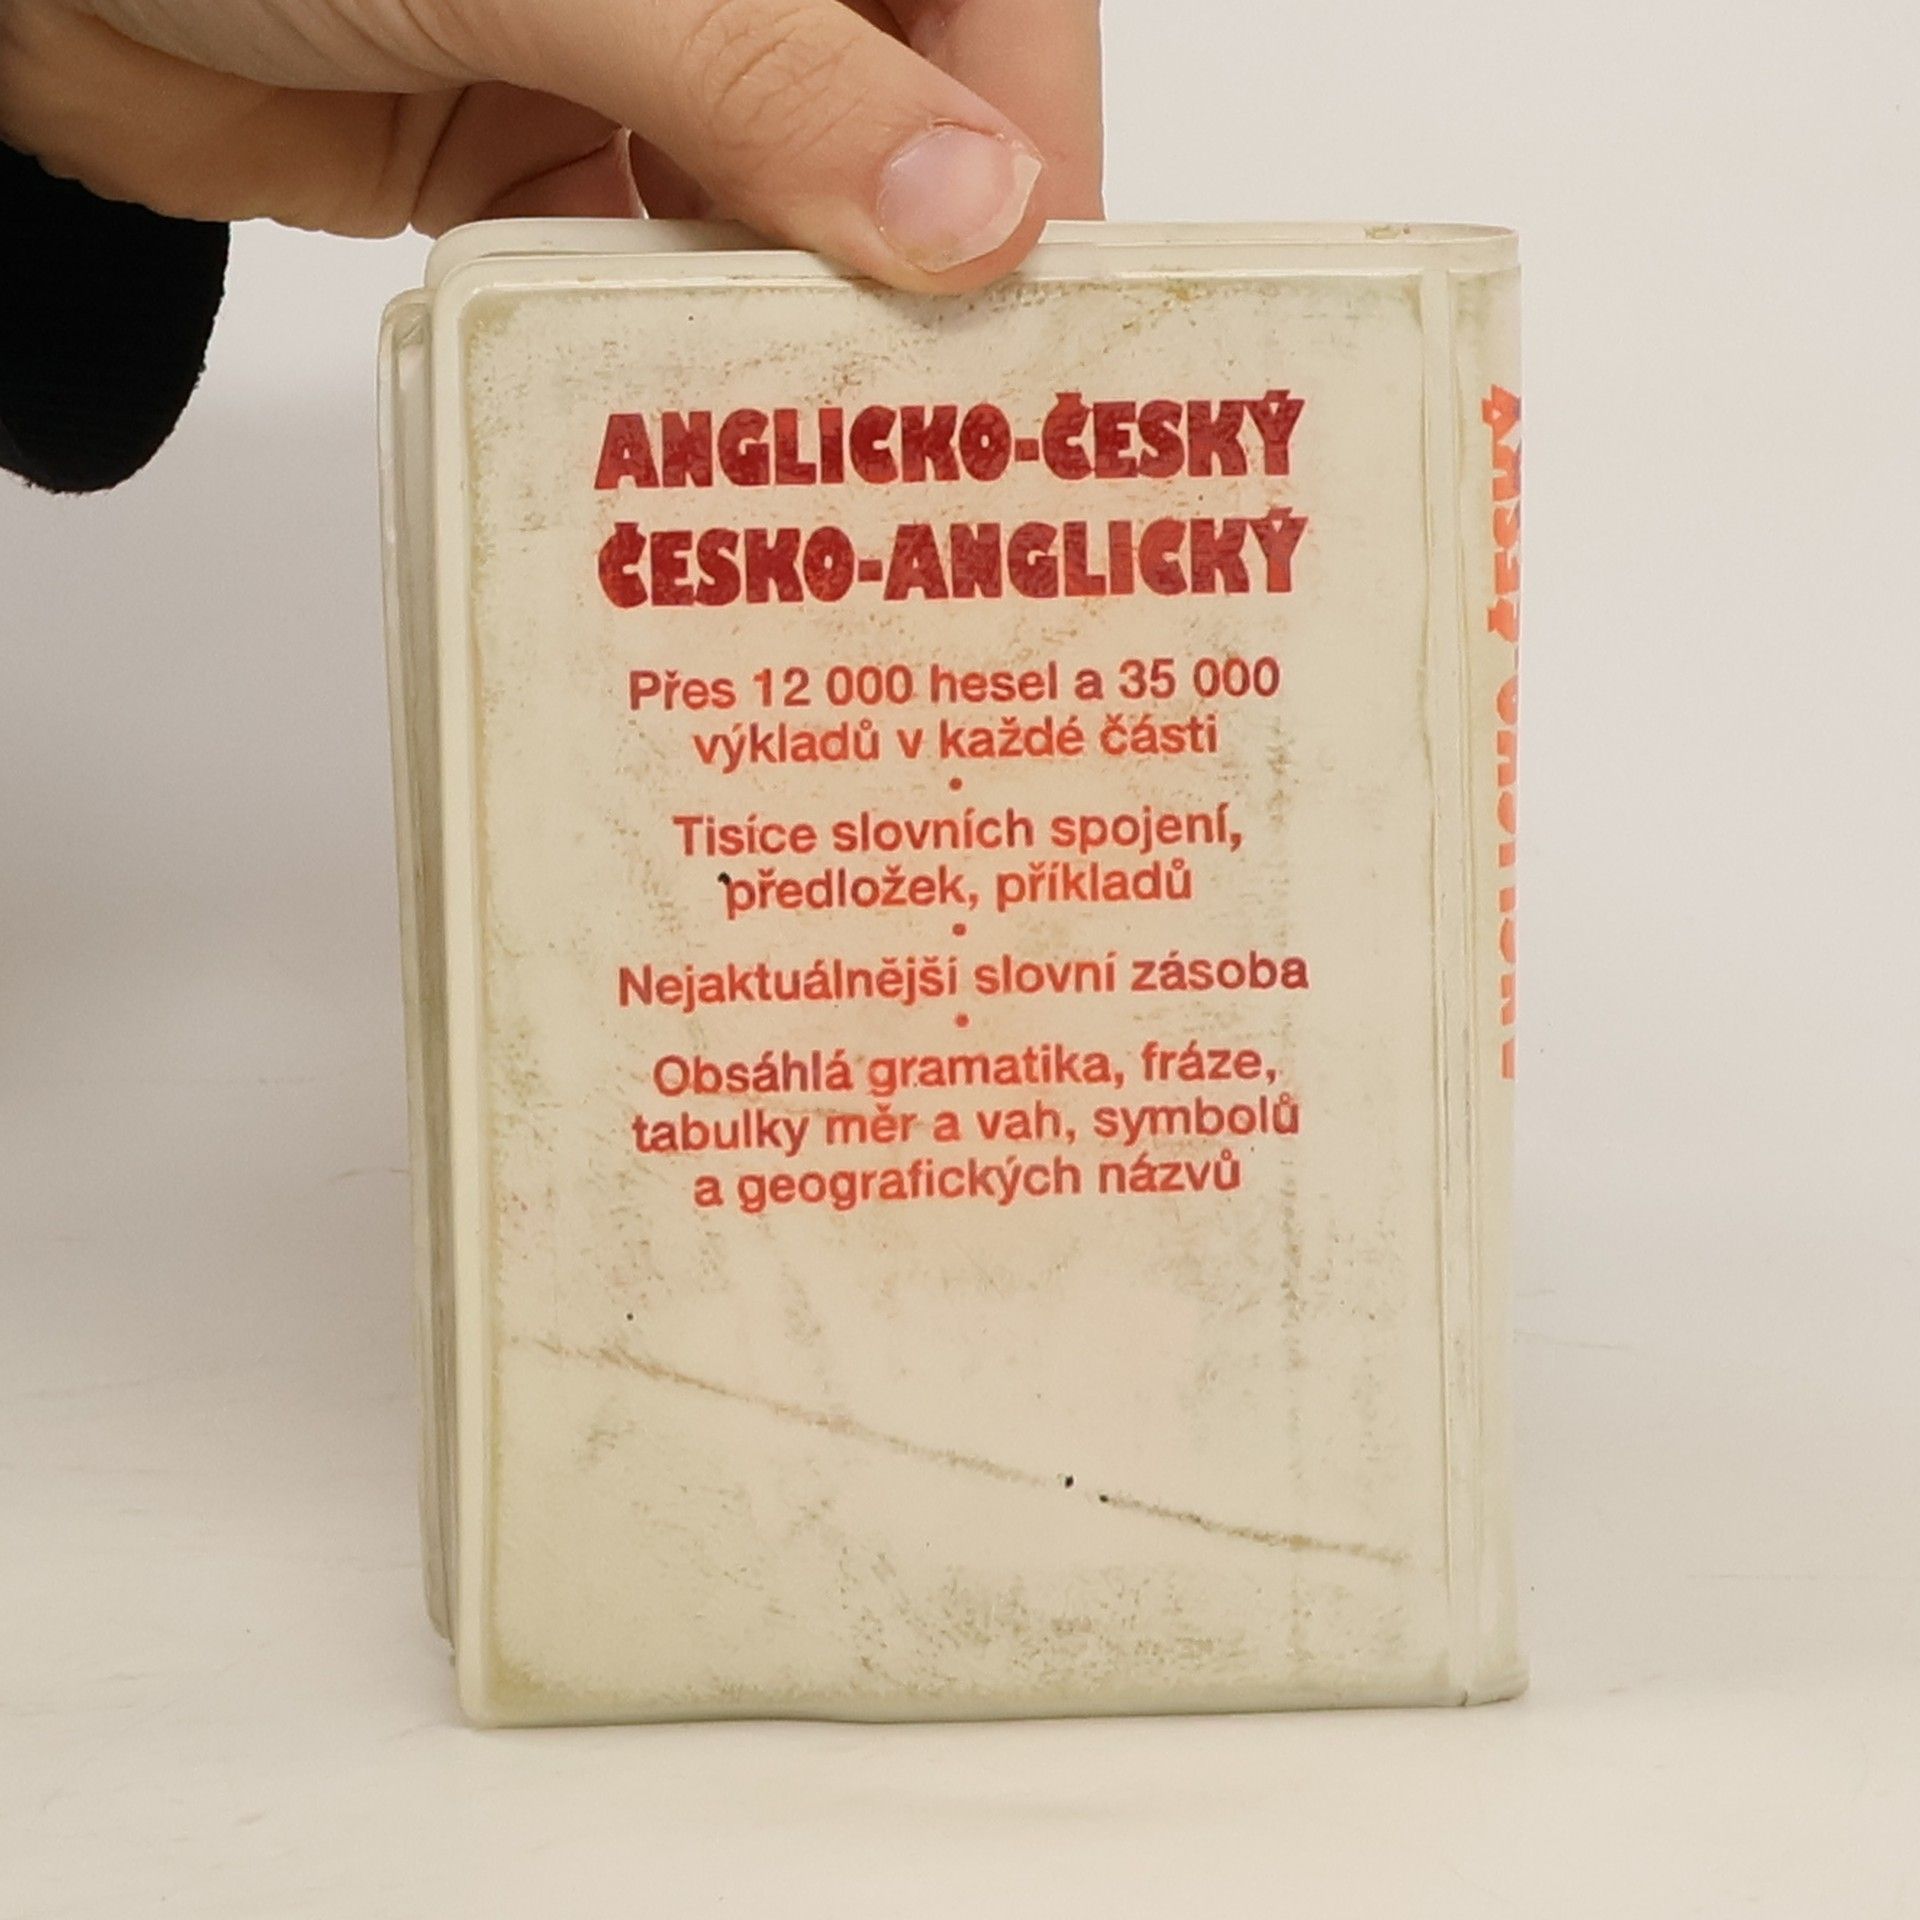 ANGLICKO-ČESKÝ
ČESKO-ANGLICKÝ
Přes 12 000 hesel a 35 000
výkladů v každé části
•
Tisíce slovních spojení,
předložek, příkladů
•
Nejaktuálnější slovní zásoba
•
Obsáhlá gramatika, fráze,
tabulky měr a vah, symbolů
a geografických názvů
ANGLICKO-ČESKÝ